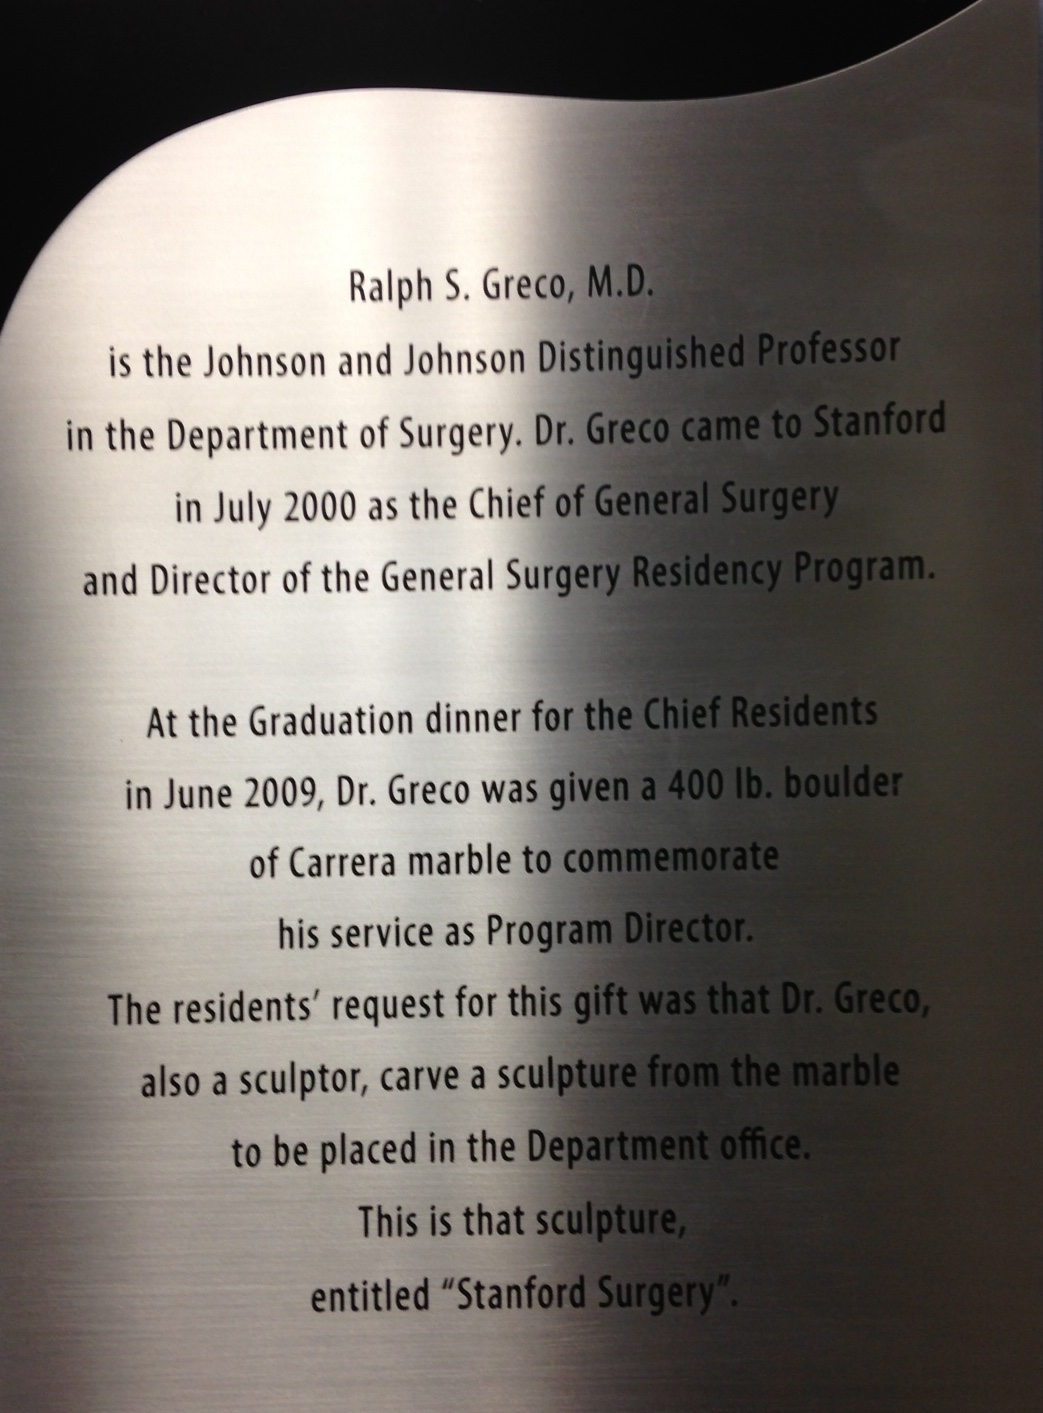 Ralph S. Greco, M.D.
is the Johnson and Johnson Distinguished Professor
in the Department of Surgery. Dr. Greco came to Stanford
in July 2000 as the Chief of General Surgery
and Director of the General Surgery Residency Program.
At the Graduation dinner for the Chief Residents
in June 2009, Dr. Greco was given a 400 lb. boulder
of Carrera marble to commemorate
his service as Program Director.
The residents’ request for this gift was that Dr. Greco,
also a sculptor, carve a sculpture from the marble
to be placed in the Department office.
This is that sculpture,
entitled “Stanford Surgery”.